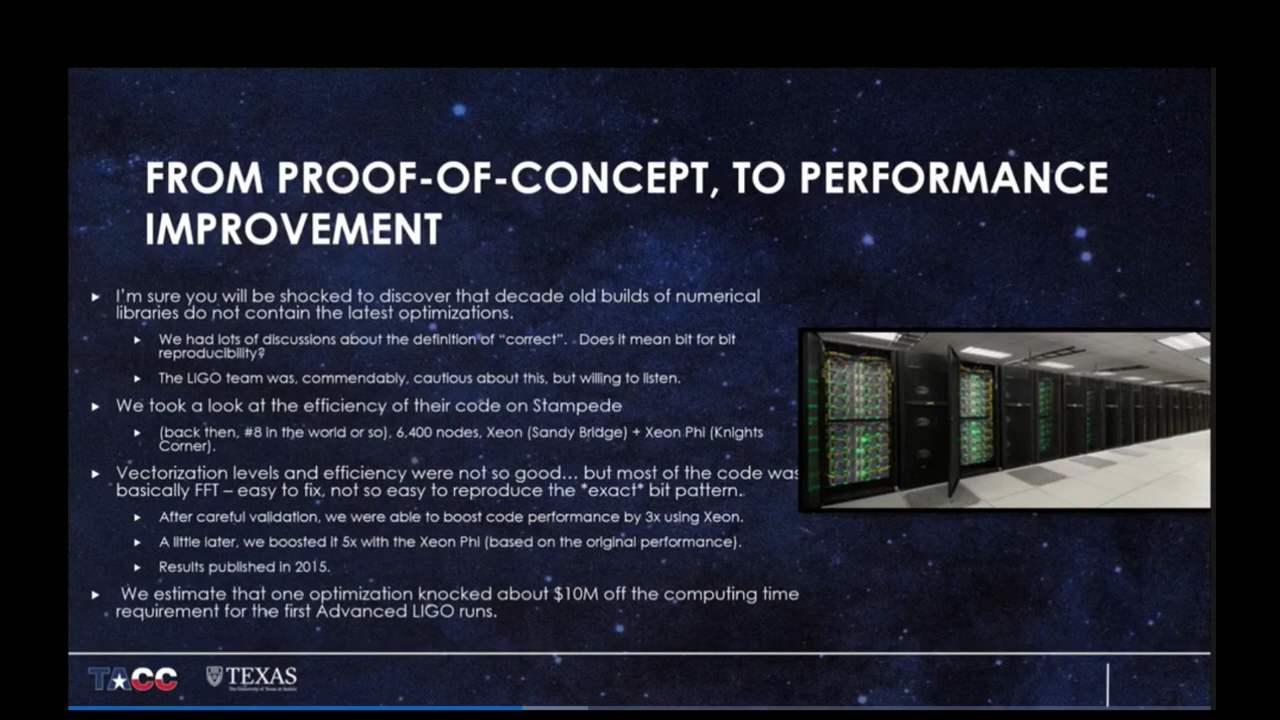 FROM PROOF-OF-CONCEPT, TO PERFORMANCE
IMPROVEMENT
I'm sure you will be shocked to discover that decade old builds of numerical
libraries do not contain the latest optimizations.
We had lots of discussions about the definition of "correct". Does it mean bit for bit
reproducibility?
The LIGO team was, commendably, cautious about this, but willing to listen.
We took a look at the efficiency of their code on Stampede
(back then, #8 in the world or so), 6,400 nodes, Xeon (Sandy Bridge) + Xeon Phi (Knights
Corner).
Vectorization levels and efficiency were not so good... but most of the code was
basically FFT – easy to fix, not so easy to reproduce the *exact* bit pattern.
After careful validation, we were able to boost code performance by 3x using Xeon.
A little later, we boosted it 5x with the Xeon Phi (based on the original performance).
Results published in 2015.
We estimate that one optimization knocked about $10M off the computing time
requirement for the first Advanced LIGO runs.
TACC
TEXAS
The University of Texas at Austin